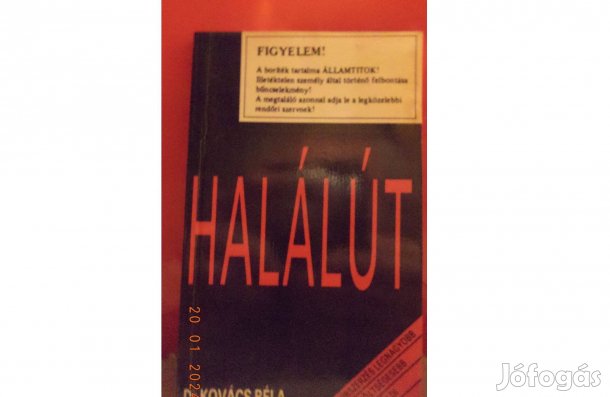 FIGYELEM!
A boríték tartalma ÁLLAMTITOK!
Illetéktelen személy által történő felbontása
bűncselekmény!
A megtaláló azonnal adja le a legközelebbi
rendőri szervnek!
HALÁLÚT
LEGNAGYOBB
20 01 202
KOVÁCS BÉLA
Jófogás